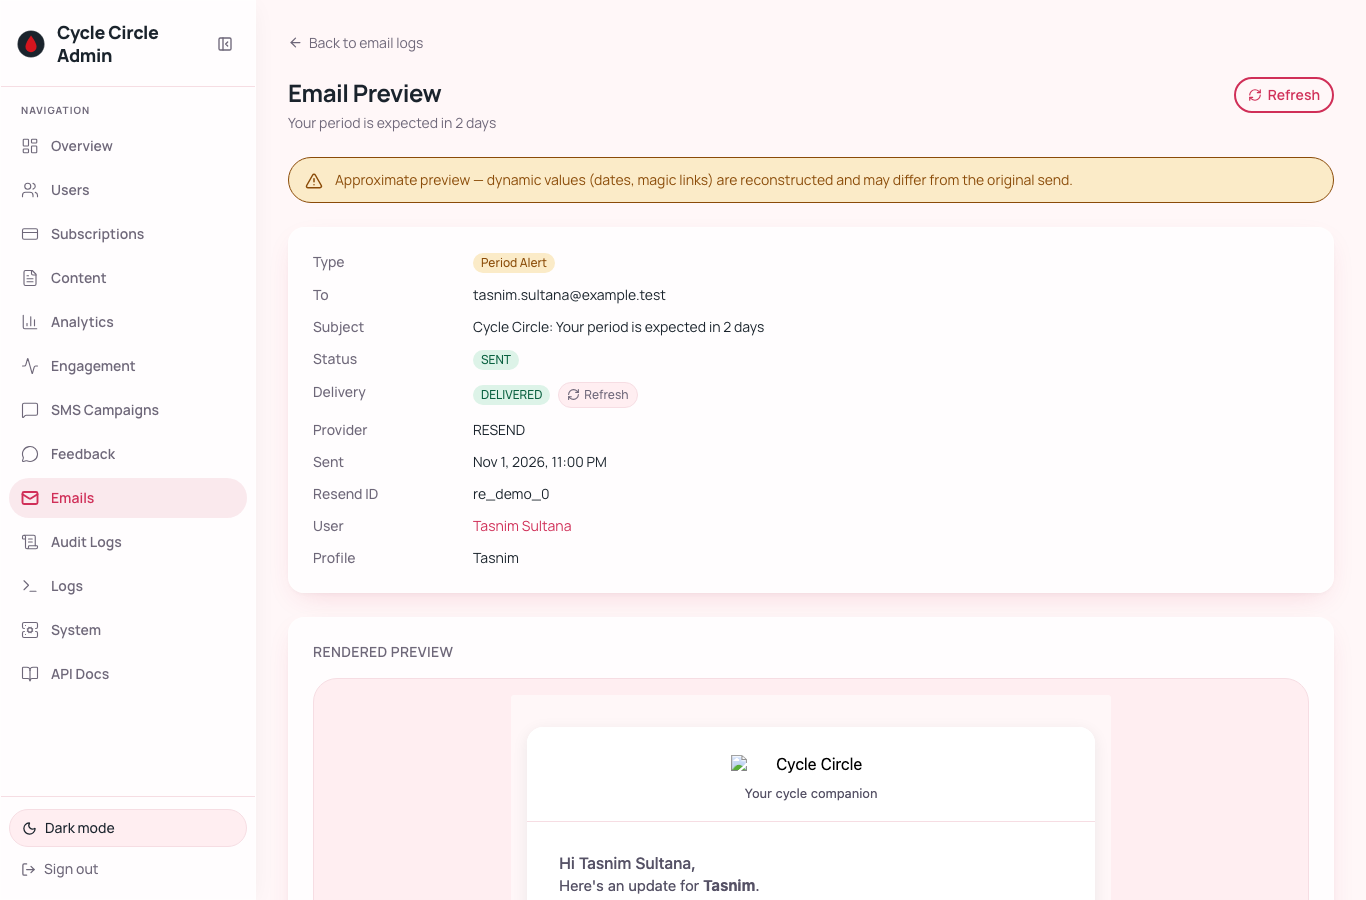 Cycle Circle
Admin
NAVIGATION
Overview
Users
Subscriptions
Content
Analytics
Engagement
SMS Campaigns
Feedback
Emails
Audit Logs
Logs
System
API Docs
Dark mode
Sign out
Back to email logs
Email Preview
Refresh
Your period is expected in 2 days
Approximate preview — dynamic values (dates, magic links) are reconstructed and may differ from the original send.
Type Period Alert
To tasnim.sultana@example.test
Subject Cycle Circle: Your period is expected in 2 days
Status SENT
Delivery DELIVERED Refresh
Provider RESEND
Sent Nov 1, 2026, 11:00 PM
Resend ID re_demo_0
User Tasnim Sultana
Profile Tasnim
RENDERED PREVIEW
Cycle Circle
Your cycle companion
Hi Tasnim Sultana,
Here's an update for Tasnim.